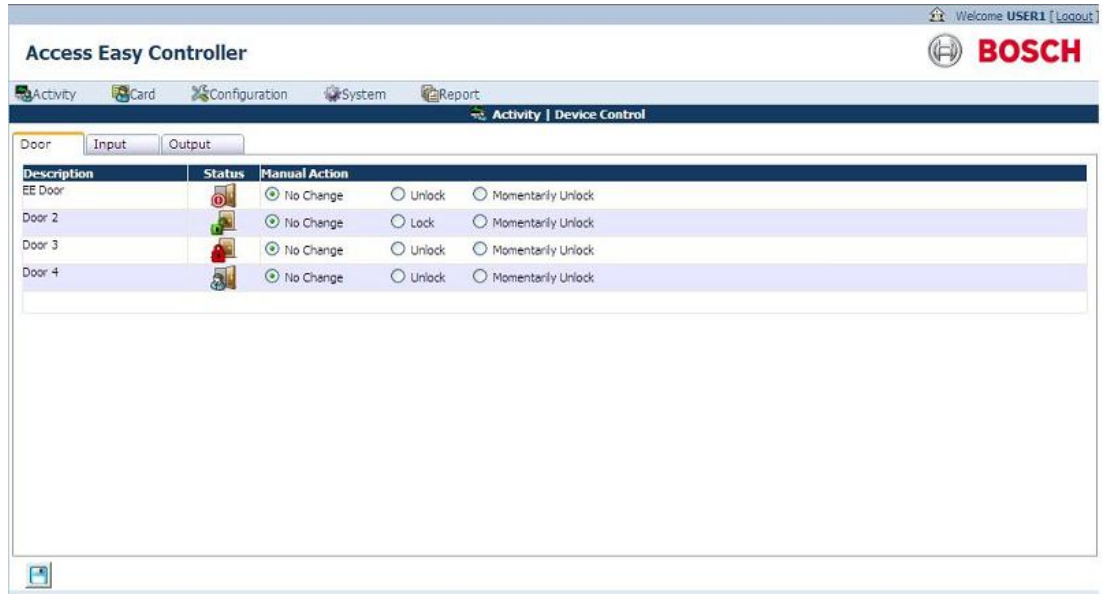 Welcome USER1 [ Logout ]
Access Easy Controller
BOSCH
Activity Card Configuration System Report
Activity | Device Control
Door Input Output
Description Status Manual Action
EE Door No Change Unlock Momentarily Unlock
Door 2 No Change Lock Momentarily Unlock
Door 3 No Change Unlock Momentarily Unlock
Door 4 No Change Unlock Momentarily Unlock